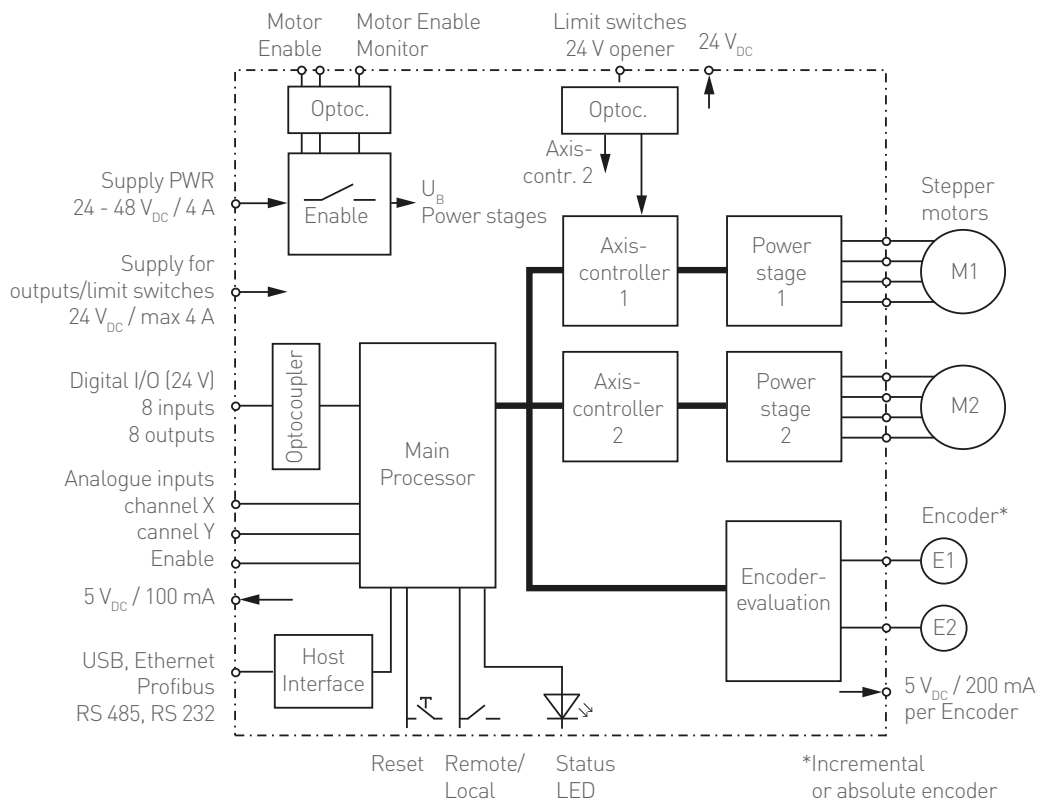 Motor
Enable
Motor Enable
Monitor
Limit switches
24 V opener
24 V_DC
Optoc.
Optoc.
Axis-
contr. 2
Supply PWR
24 - 48 V_DC / 4 A
Enable
U_B
Power stages
Stepper
motors
Axis-
controller
1
Power
stage
1
M1
Supply for
outputs/limit switches
24 V_DC / max 4 A
Digital I/O (24 V)
8 inputs
8 outputs
Optocoupler
Main
Processor
Axis-
controller
2
Power
stage
2
M2
Analogue inputs
channel X
cannel Y
Enable
Encoder*
E1
Encoder-
evaluation
E2
5 V_DC / 100 mA
USB, Ethernet
Profibus
RS 485, RS 232
Host
Interface
5 V_DC / 200 mA
per Encoder
Reset
Remote/
Local
Status
LED
*Incremental
or absolute encoder